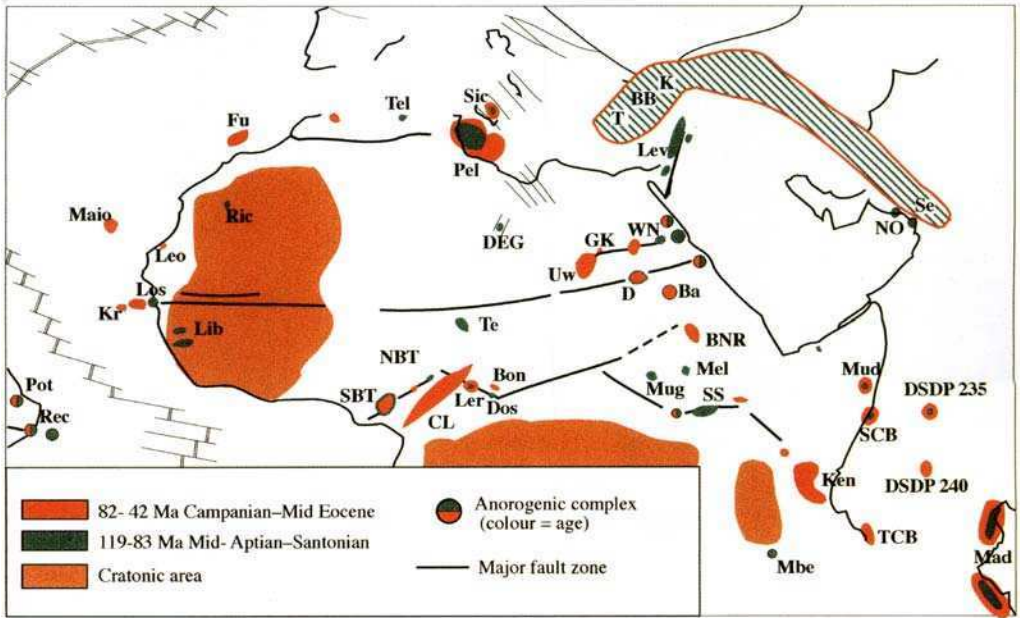 K
BB
T
Sic
Tel
Fu
Pel
Lev
Maio
Ric
Se
NO
DEG
WN
GK
Leo
Uw
Los
D
Ba
Kr
Te
Lib
BNR
NBT
Bon
Mel
Mud
DSDP 235
Pot
SBT
Ler
Dos
Mug
SS
Rec
CL
SCB
Ken
DSDP 240
TCB
Mad
Mbe
82- 42 Ma Campanian–Mid Eocene
119-83 Ma Mid- Aptian–Santonian
Cratonic area
Anorogenic complex
(colour = age)
Major fault zone